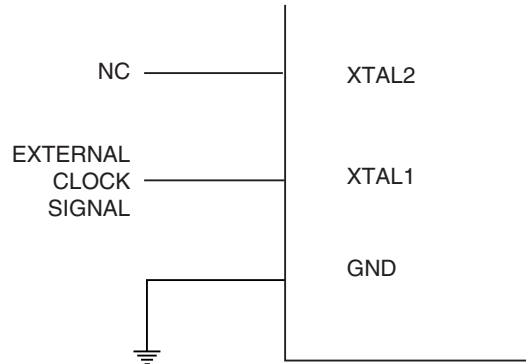 NC
XTAL2
EXTERNAL
CLOCK
SIGNAL
XTAL1
GND